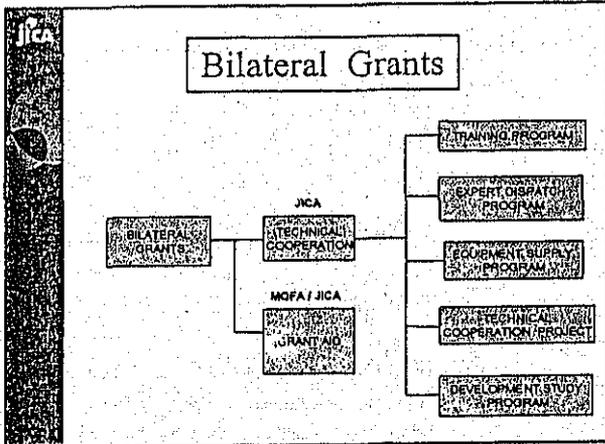 JICA
Bilateral Grants
TRAINING PROGRAM
EXPERT DISPATCH
PROGRAM
JICA
BILATERAL
GRANTS
TECHNICAL
COOPERATION
EQUIPMENT SUPPLY
PROGRAM
MOFA / JICA
GRANT AID
TECHNICAL
COOPERATION PROJECT
DEVELOPMENT STUDY
PROGRAM